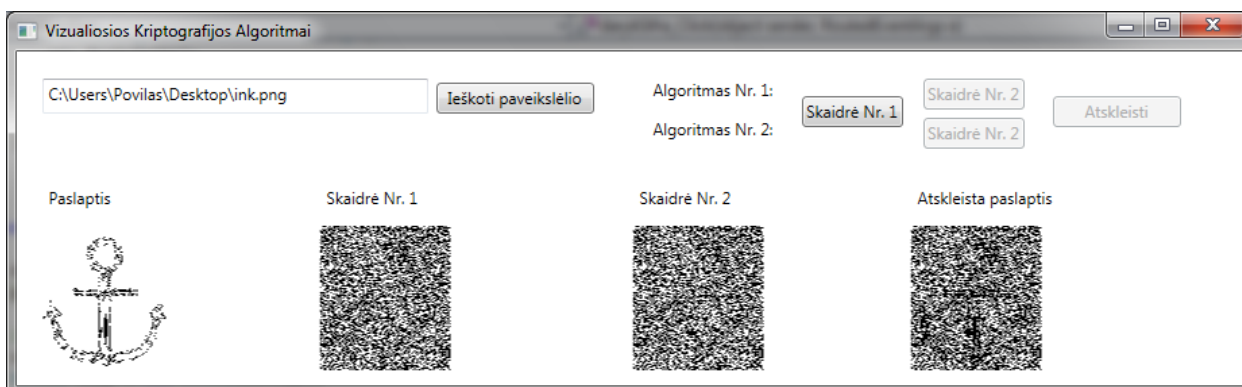 Vizualiosios Kriptografijos Algoritmai
C:\Users\Povilas\Desktop\ink.png
Ieškoti paveikslėlio
Algoritmas Nr. 1:
Algoritmas Nr. 2:
Skaidrė Nr. 1
Skaidrė Nr. 2
Skaidrė Nr. 2
Atskleisti
Paslaptis
Skaidrė Nr. 1
Skaidrė Nr. 2
Atskleista paslaptis